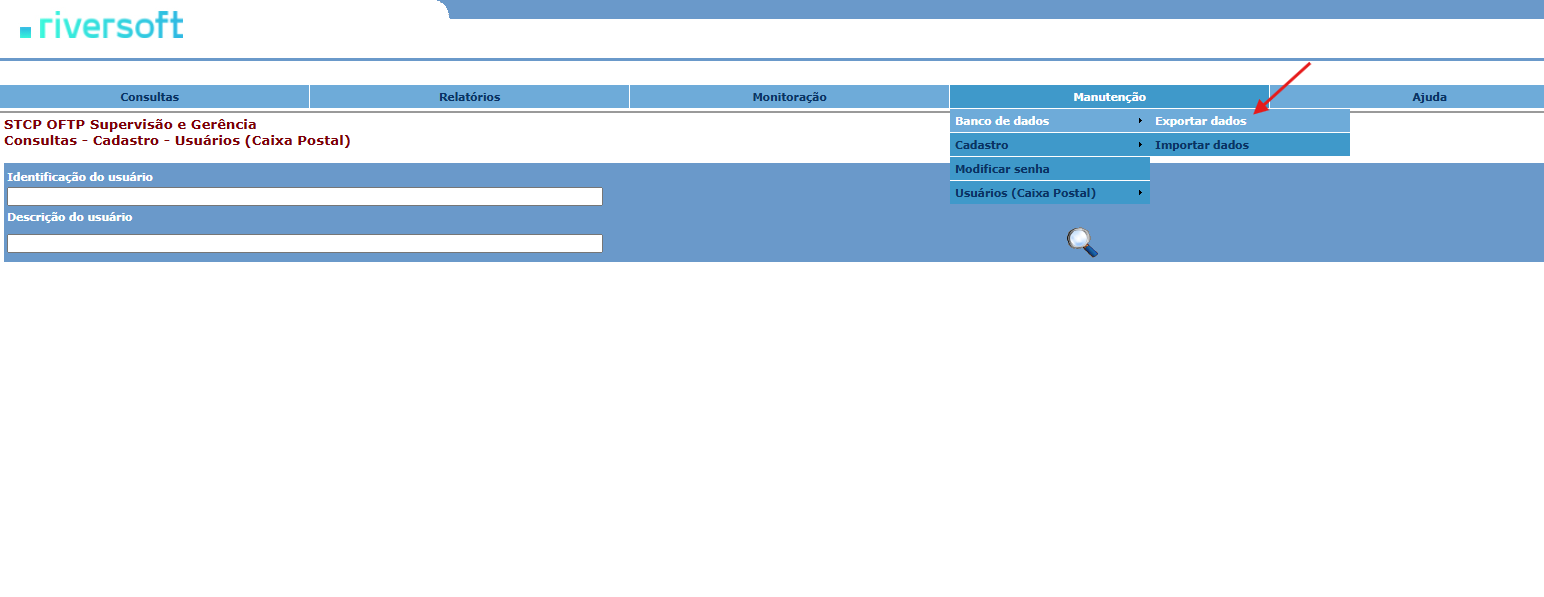 riversoft
Consultas
Relatórios
Monitoração
Manutenção
Ajuda
STCP OFTP Supervisão e Gerência
Consultas - Cadastro - Usuários (Caixa Postal)
Banco de dados
Exportar dados
Cadastro
Importar dados
Modificar senha
Usuários (Caixa Postal)
Identificação do usuário
Descrição do usuário